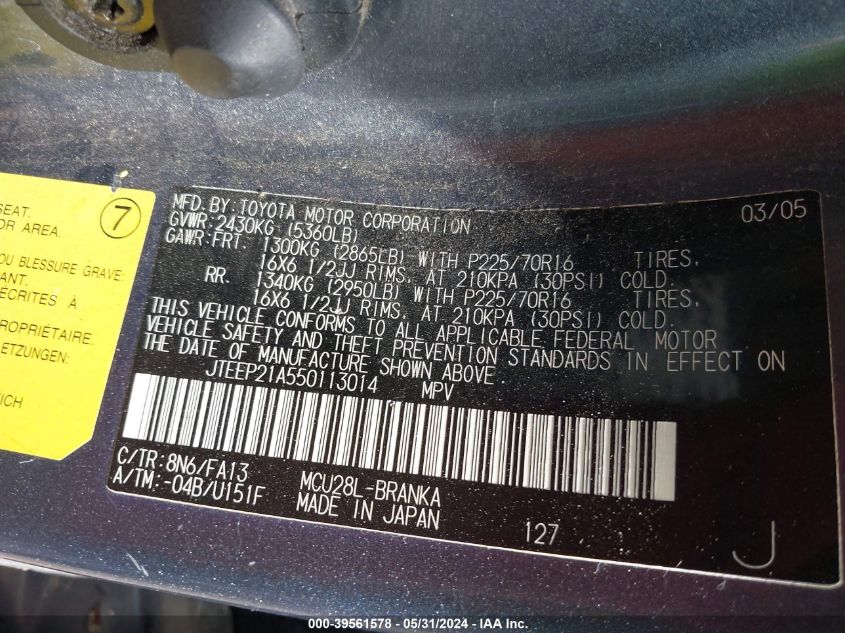 SEAT.
OR AREA.
7
OU BLESSURE GRAVE
ANT.
ÉCRITES À
PROPRIÉTAIRE.
LETZUNGEN:
ICH
MFD. BY: TOYOTA MOTOR CORPORATION 03/05
GVWR: 2430KG (5360LB)
GAWR: FRT. 1300KG (2865LB) WITH P225/70R16 TIRES.
16X6 1/2JJ RIMS. AT 210KPA (30PSI) COLD.
RR. 1340KG (2950LB) WITH P225/70R16 TIRES.
16X6 1/2JJ RIMS. AT 210KPA (30PSI) COLD.
THIS VEHICLE CONFORMS TO ALL APPLICABLE FEDERAL MOTOR
VEHICLE SAFETY AND THEFT PREVENTION STANDARDS IN EFFECT ON
THE DATE OF MANUFACTURE SHOWN ABOVE
JTEEP21A550113014 MPV
C/TR: 8N6/FA13 MCU28L-BRANKA
A/TM: -04B/U151F MADE IN JAPAN 127 J
000-39561578 - 05/31/2024 - IAA Inc.